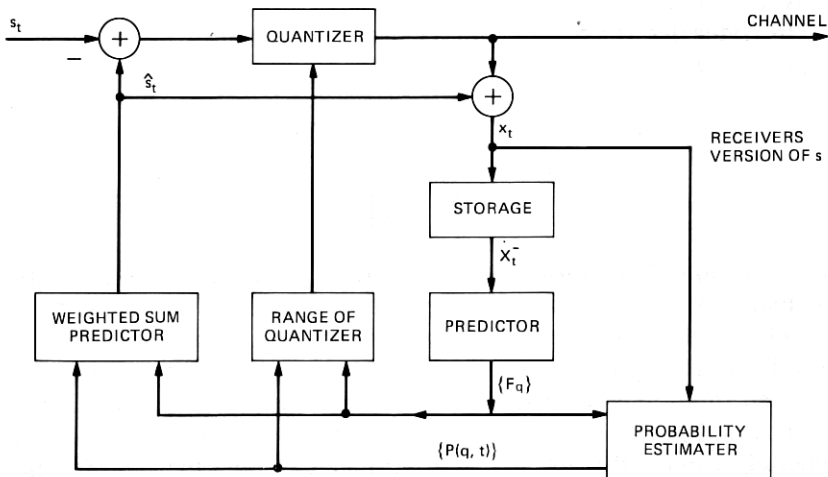 s_t
−
+
QUANTIZER
CHANNEL
ŝ_t
+
x_t
RECEIVERS
VERSION OF s
STORAGE
X_t^-
WEIGHTED SUM
PREDICTOR
RANGE OF
QUANTIZER
PREDICTOR
{F_q}
{P(q, t)}
PROBABILITY
ESTIMATER